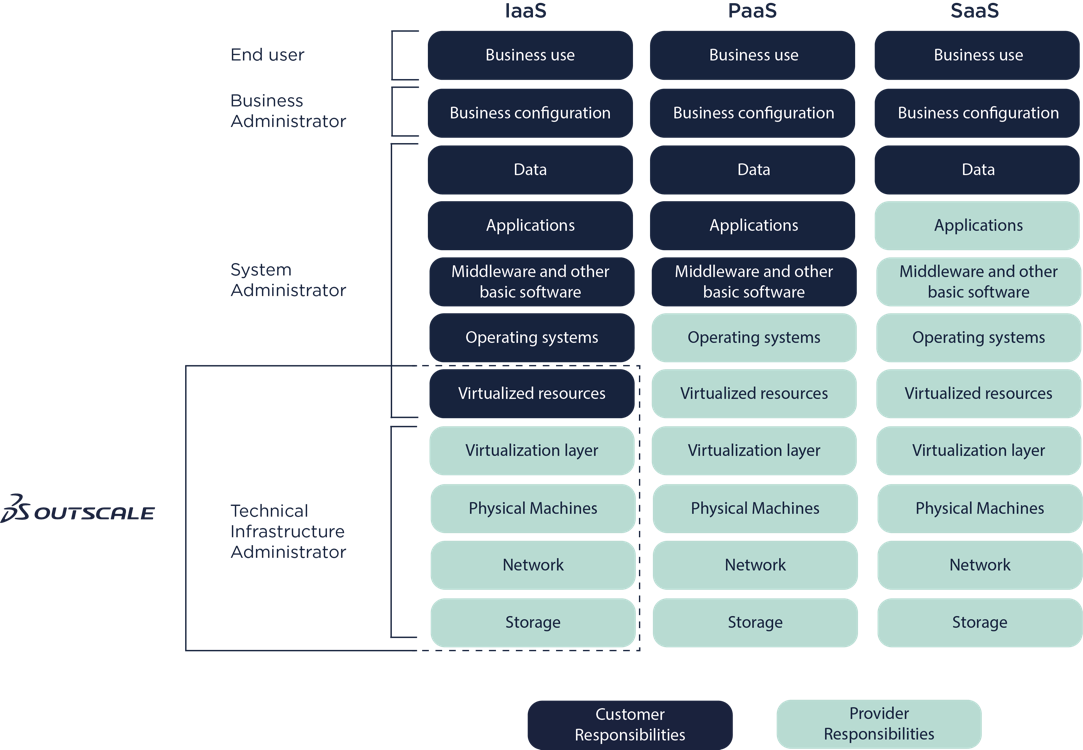 IaaS PaaS SaaS
End user
Business use Business use Business use
Business
Administrator
Business configuration Business configuration Business configuration
Data Data Data
Applications Applications Applications
System
Administrator
Middleware and other
basic software
Middleware and other
basic software
Middleware and other
basic software
Operating systems Operating systems Operating systems
Virtualized resources Virtualized resources Virtualized resources
Virtualization layer Virtualization layer Virtualization layer
OUTSCALE
Technical
Infrastructure
Administrator
Physical Machines Physical Machines Physical Machines
Network Network Network
Storage Storage Storage
Customer
Responsibilities
Provider
Responsibilities